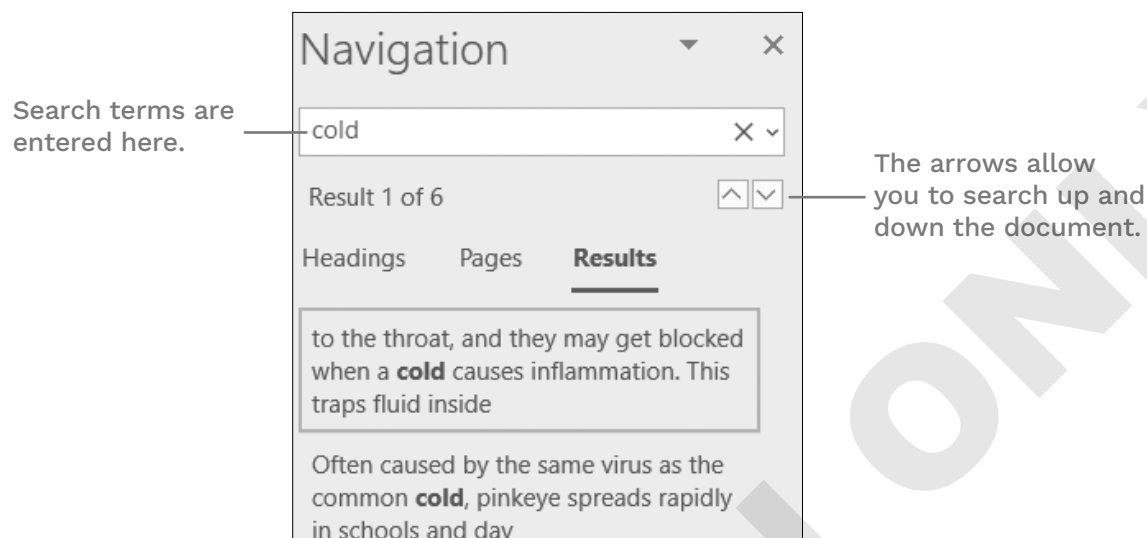 Navigation
Search terms are
entered here.
cold
Result 1 of 6
The arrows allow
you to search up and
down the document.
Headings Pages Results
to the throat, and they may get blocked
when a cold causes inflammation. This
traps fluid inside
Often caused by the same virus as the
common cold, pinkeye spreads rapidly
in schools and day